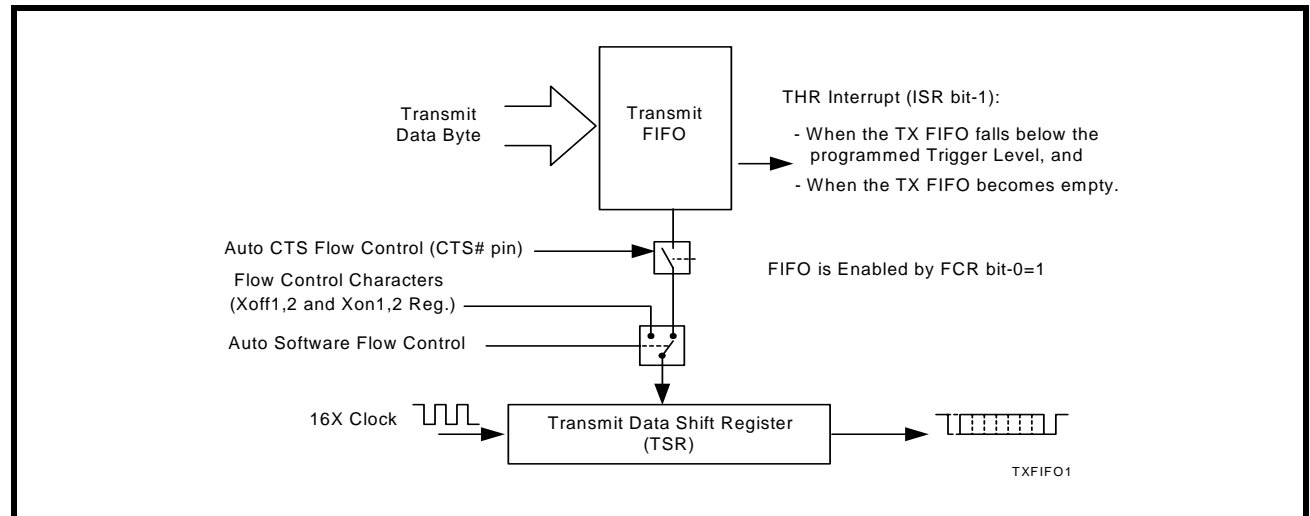 Transmit
Data Byte
Transmit
FIFO
THR Interrupt (ISR bit-1):
- When the TX FIFO falls below the
programmed Trigger Level, and
- When the TX FIFO becomes empty.
Auto CTS Flow Control (CTS# pin)
FIFO is Enabled by FCR bit-0=1
Flow Control Characters
(Xoff1,2 and Xon1,2 Reg.)
Auto Software Flow Control
16X Clock
Transmit Data Shift Register
(TSR)
TXFIFO1